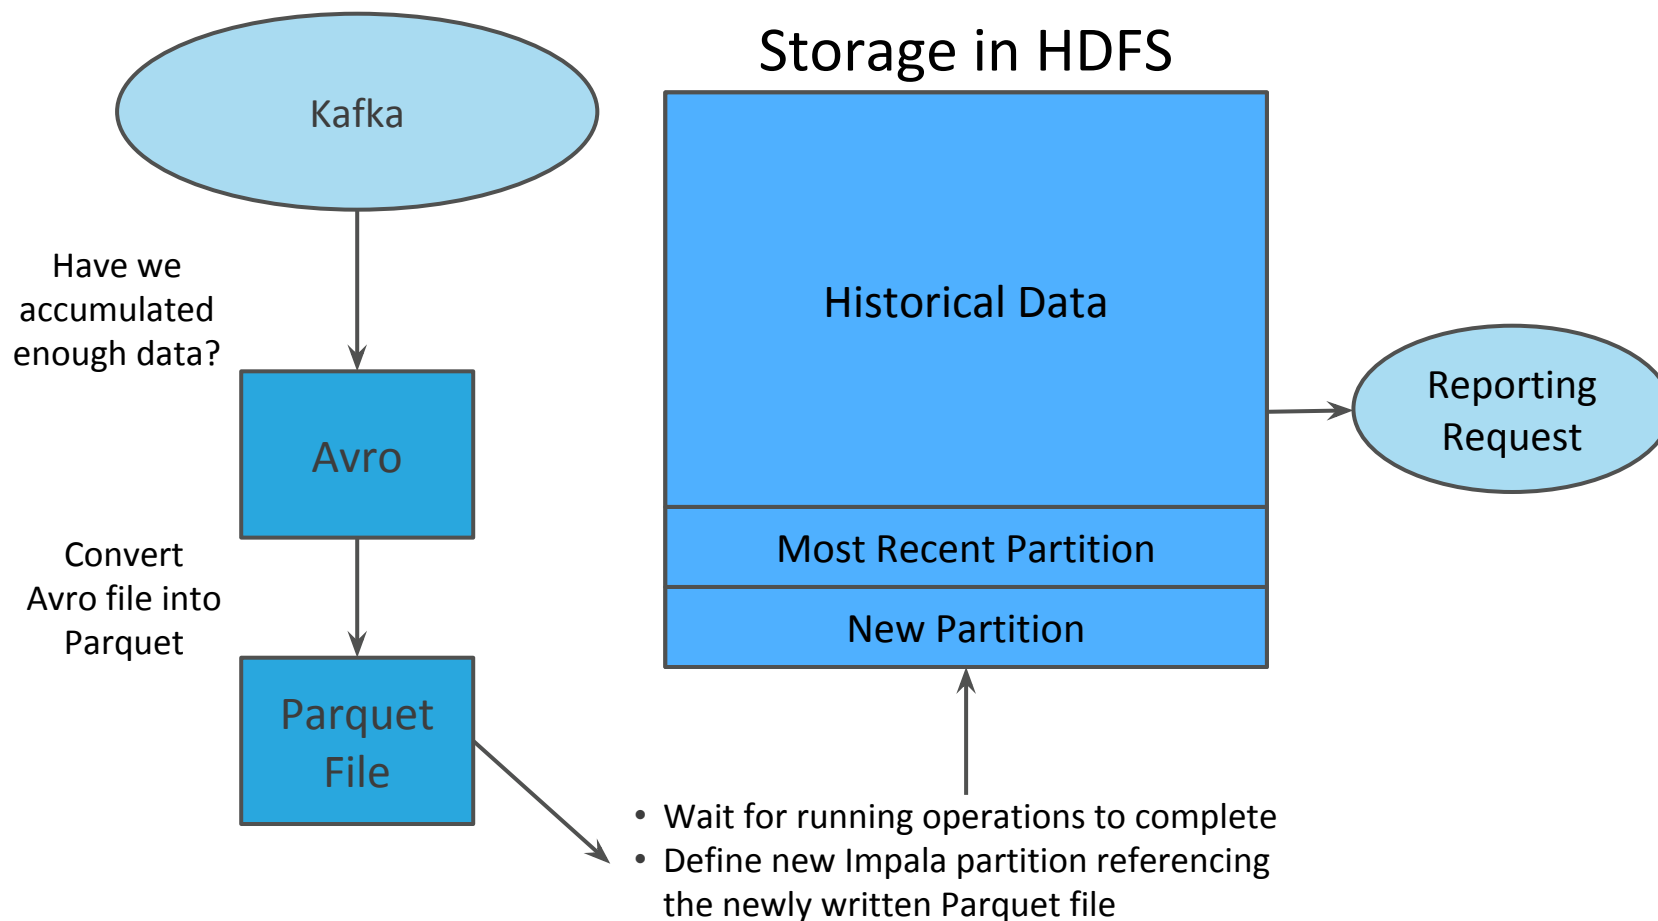 Storage in HDFS
Kafka
Have we
accumulated
enough data?
Avro
Convert
Avro file into
Parquet
Parquet
File
Historical Data
Most Recent Partition
New Partition
Reporting
Request
• Wait for running operations to complete
• Define new Impala partition referencing
the newly written Parquet file